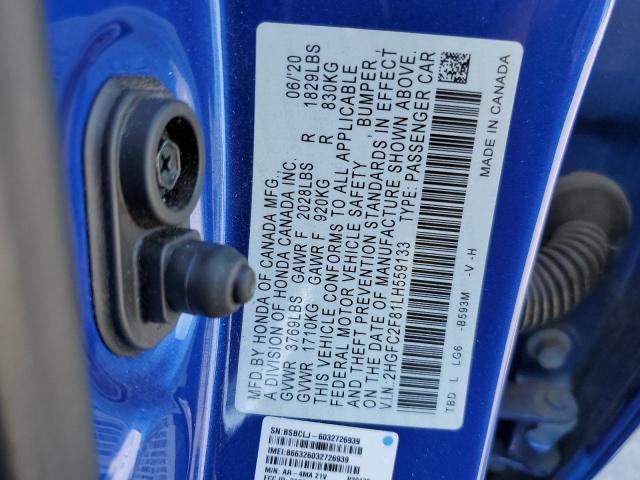 MFD.BY HONDA OF CANADA MFG. 06/'20
A DIVISION OF HONDA CANADA INC.
GVWR 3769LBS GAWR F 2028LBS R 1829LBS
GVWR 1710KG GAWR F 920KG R 830KG
THIS VEHICLE CONFORMS TO ALL APPLICABLE
FEDERAL MOTOR VEHICLE SAFETY, BUMPER,
AND THEFT PREVENTION STANDARDS IN EFFECT
ON THE DATE OF MANUFACTURE SHOWN ABOVE.
V.I.N.: 2HGFC2F81LH559133 TYPE: PASSENGER CAR
TBD L LG6 -B593M -V -H
MADE IN CANADA
SN:BSBCLJ-6032726939
IMEI:866326032726939
M/N: AR-4MA 21V